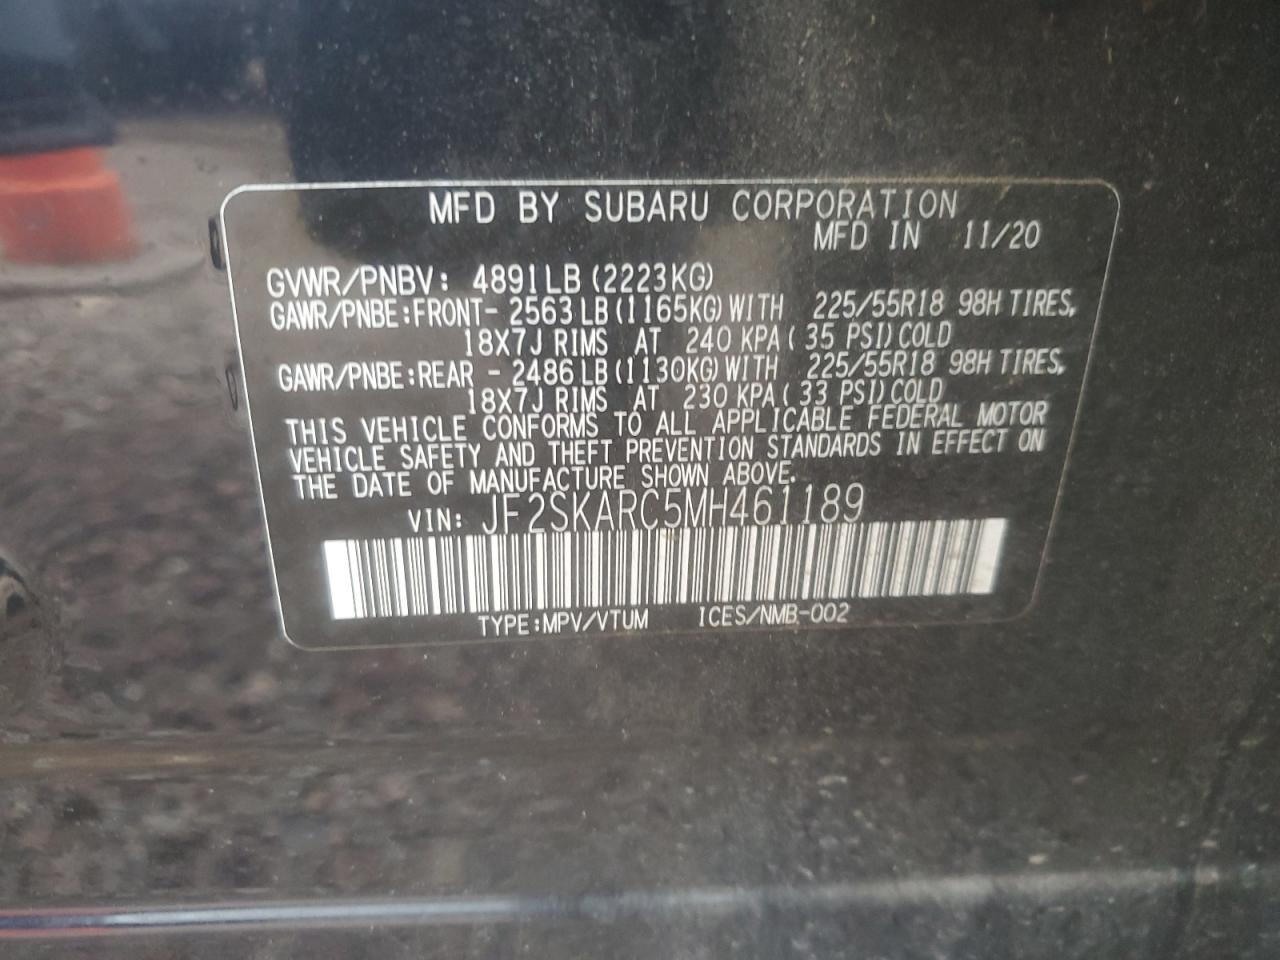 MFD BY SUBARU CORPORATION
MFD IN 11/20
GVWR/PNBV: 4891LB (2223KG)
GAWR/PNBE:FRONT- 2563 LB (1165KG) WITH 225/55R18 98H TIRES,
18X7J RIMS AT 240 KPA ( 35 PSI) COLD
GAWR/PNBE:REAR - 2486 LB (1130KG) WITH 225/55R18 98H TIRES,
18X7J RIMS AT 230 KPA ( 33 PSI) COLD
THIS VEHICLE CONFORMS TO ALL APPLICABLE FEDERAL MOTOR
VEHICLE SAFETY AND THEFT PREVENTION STANDARDS IN EFFECT ON
THE DATE OF MANUFACTURE SHOWN ABOVE.
VIN: JF2SKARC5MH461189
TYPE:MPV/VTUM ICES/NMB-002